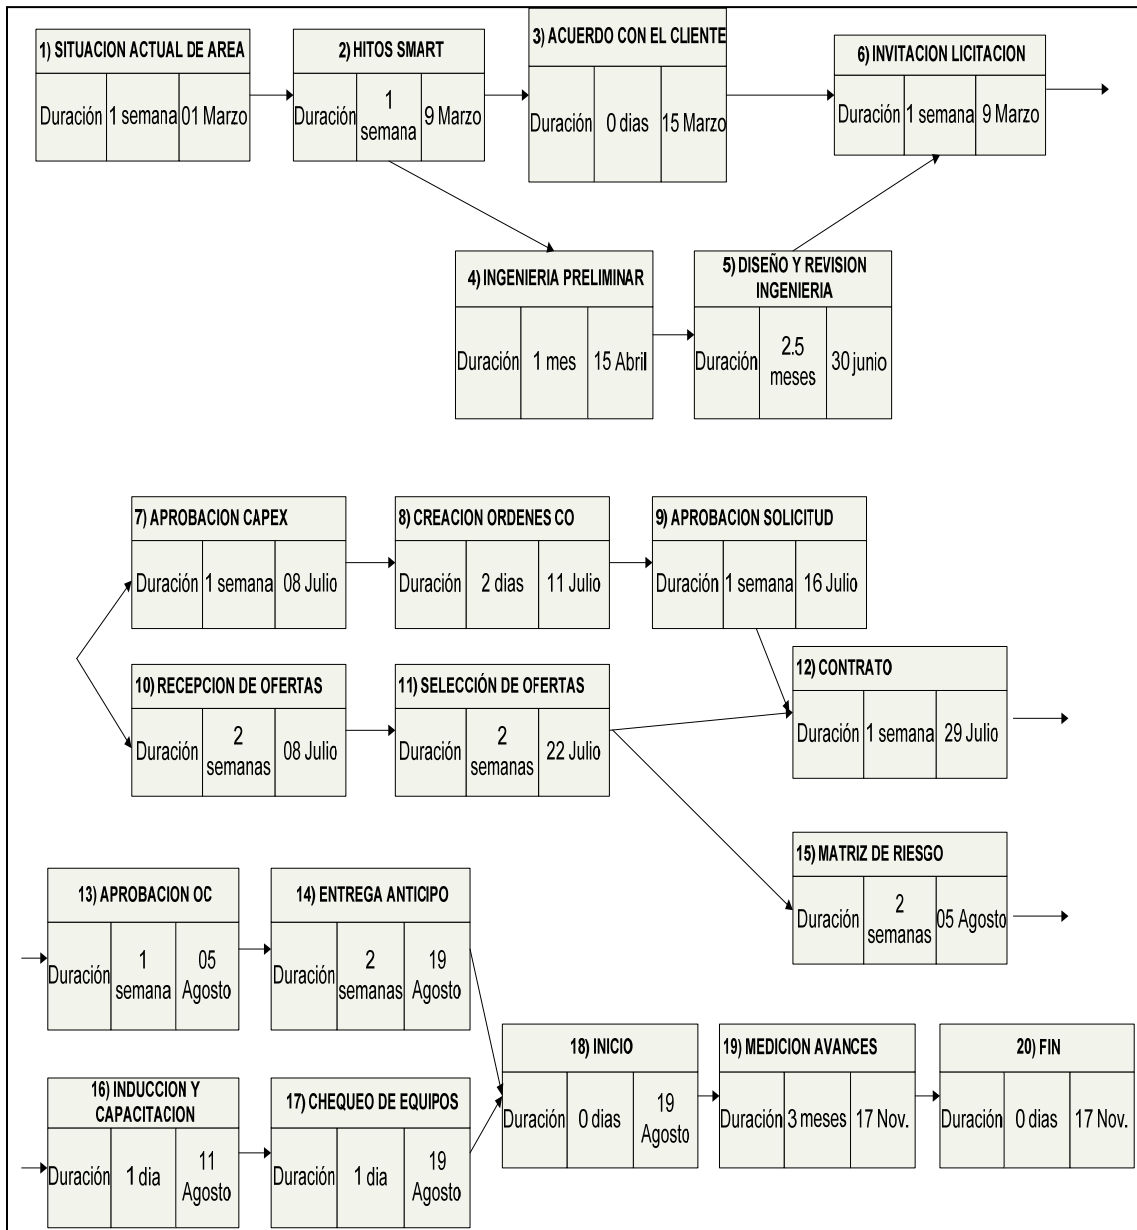 1) SITUACION ACTUAL DE AREA
Duración
1 semana
01 Marzo
2) HITOS SMART
Duración
1
semana
9 Marzo
3) ACUERDO CON EL CLIENTE
Duración
0 dias
15 Marzo
6) INVITACION LICITACION
Duración
1 semana
9 Marzo
4) INGENIERIA PRELIMINAR
Duración
1 mes
15 Abril
5) DISEÑO Y REVISION
INGENIERIA
Duración
2.5
meses
30 junio
7) APROBACION CAPEX
Duración
1 semana
08 Julio
8) CREACION ORDENES CO
Duración
2 dias
11 Julio
9) APROBACION SOLICITUD
Duración
1 semana
16 Julio
10) RECEPCION DE OFERTAS
Duración
2
semanas
08 Julio
11) SELECCIÓN DE OFERTAS
Duración
2
semanas
22 Julio
12) CONTRATO
Duración
1 semana
29 Julio
15) MATRIZ DE RIESGO
Duración
2
semanas
05 Agosto
13) APROBACION OC
Duración
1
semana
05
Agosto
14) ENTREGA ANTICIPO
Duración
2
semanas
19
Agosto
16) INDUCCION Y
CAPACITACION
Duración
1 dia
11
Agosto
17) CHEQUEO DE EQUIPOS
Duración
1 dia
19
Agosto
18) INICIO
Duración
0 dias
19
Agosto
19) MEDICION AVANCES
Duración
3 meses
17 Nov.
20) FIN
Duración
0 dias
17 Nov.